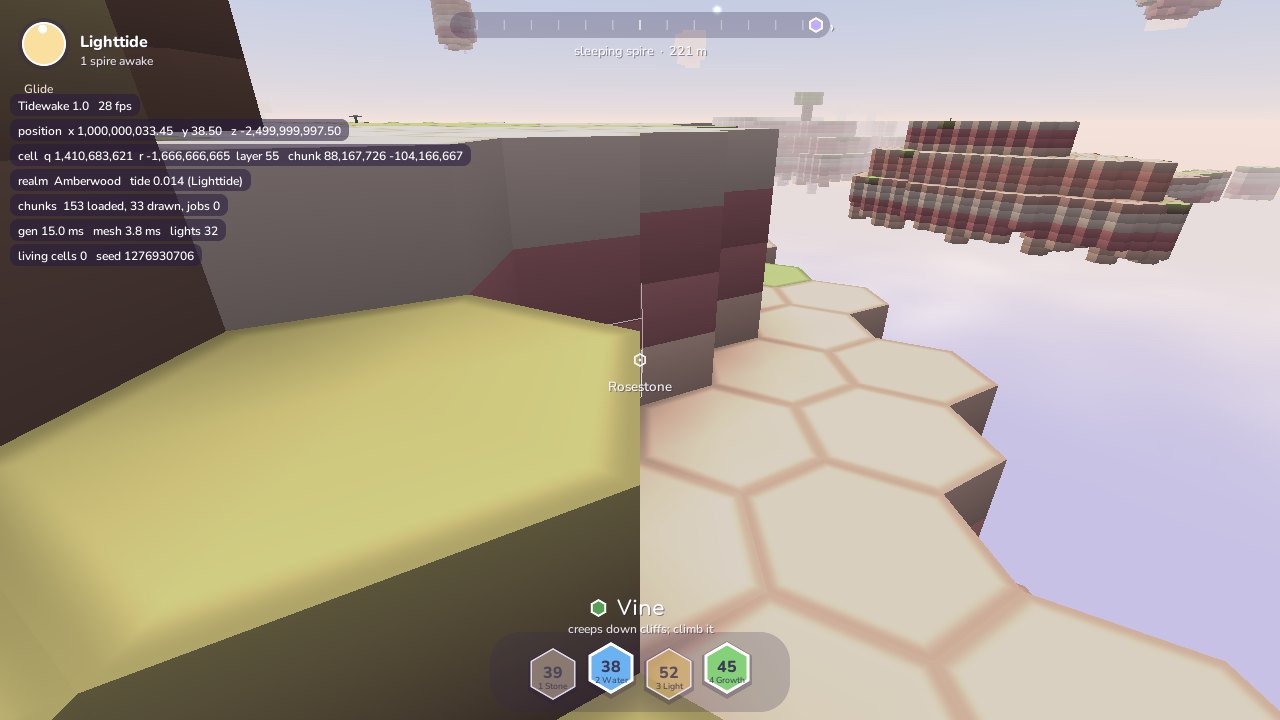 Lighttide
1 spire awake
sleeping spire · 221 m
Glide
Tidewake 1.0 28 fps
position x 1,000,000,033.45 y 38.50 z -2,499,999,997.50
cell q 1,410,683,621 r -1,666,666,665 layer 55 chunk 88,167,726 -104,166,667
realm Amberwood tide 0.014 (Lighttide)
chunks 153 loaded, 33 drawn, jobs 0
gen 15.0 ms mesh 3.8 ms lights 32
living cells 0 seed 1276930706
Rosestone
Vine
creeps down cliffs; climb it
39 38 52 45
1 Stone 2 Water 3 Light 4 Growth